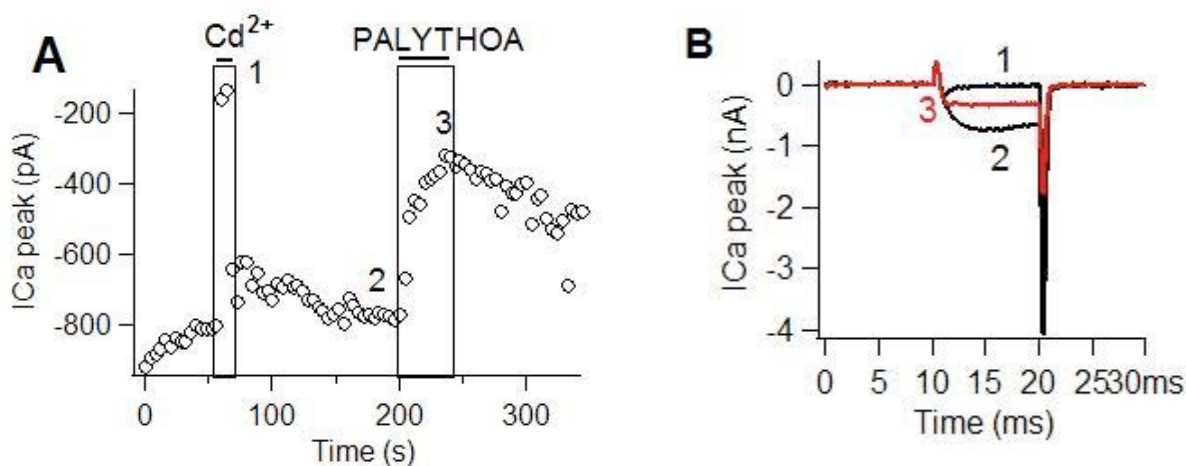 A
Cd2+
1
PALYTHOA
3
2
ICa peak (pA)
-200
-400
-600
-800
0
100
200
300
Time (s)
B
1
3
2
ICa peak (nA)
0
-1
-2
-3
-4
0
5
10
15
20
2530ms
Time (ms)